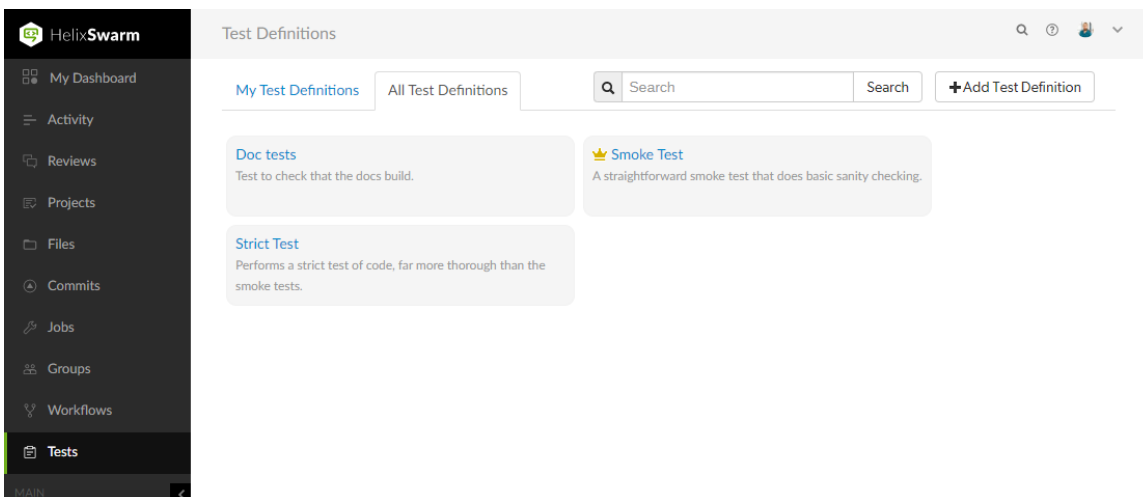 HelixSwarm
Test Definitions
My Dashboard
Activity
Reviews
Projects
Files
Commits
Jobs
Groups
Workflows
Tests
MAIN
My Test Definitions
All Test Definitions
Search
Search
+Add Test Definition
Doc tests
Test to check that the docs build.
Smoke Test
A straightforward smoke test that does basic sanity checking.
Strict Test
Performs a strict test of code, far more thorough than the
smoke tests.